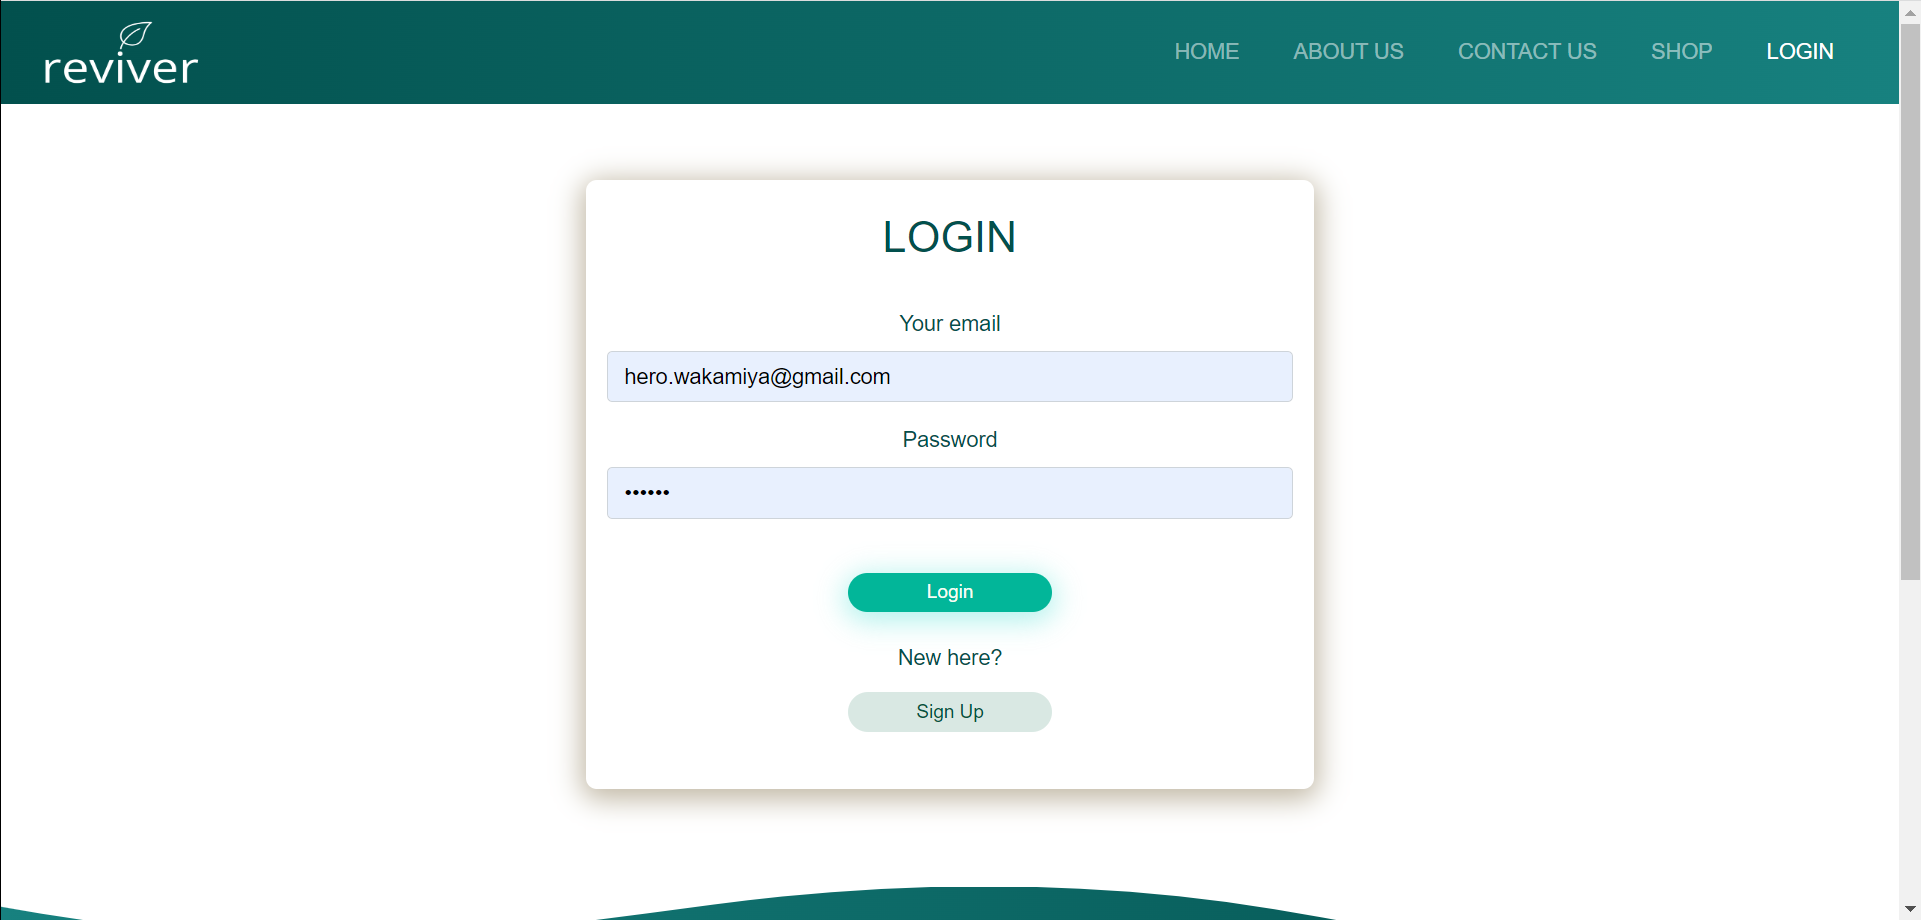 reviver
HOME ABOUT US CONTACT US SHOP LOGIN
LOGIN
Your email
hero.wakamiya@gmail.com
Password
••••••
Login
New here?
Sign Up